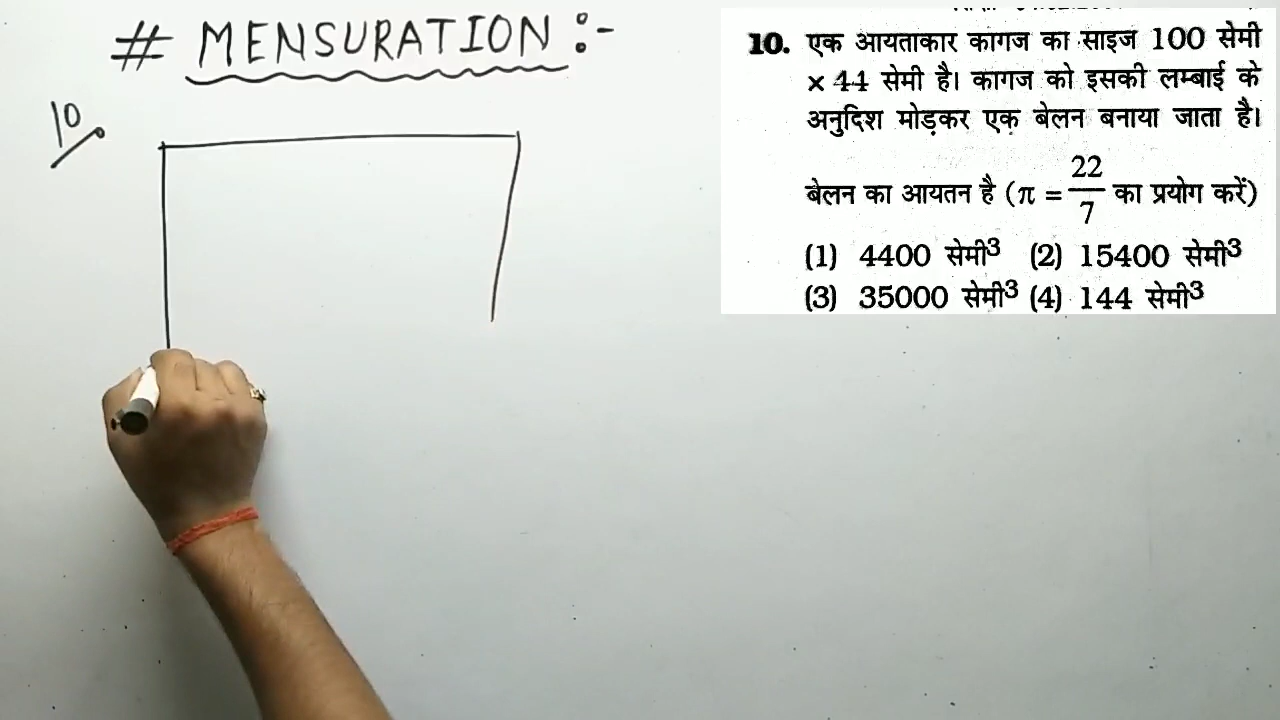 # MENSURATION :-
10
10. एक आयताकार कागज का साइज 100 सेमी
× 44 सेमी है। कागज को इसकी लम्बाई के
अनुदिश मोड़कर एक बेलन बनाया जाता है।
बेलन का आयतन है (π = 22/7 का प्रयोग करें)
(1) 4400 सेमी³ (2) 15400 सेमी³
(3) 35000 सेमी³ (4) 144 सेमी³